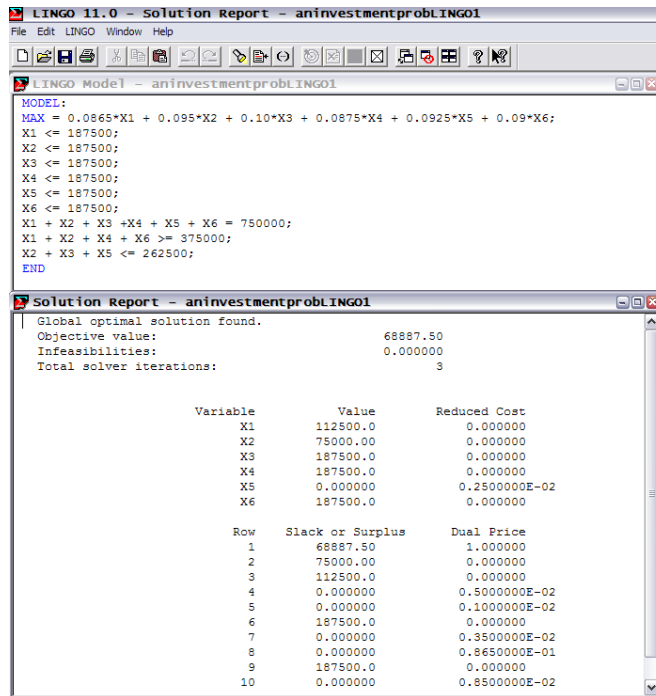 LINGO 11.0 - Solution Report - aninvestmentprobLINGO1
File Edit LINGO Window Help
LINGO Model - aninvestmentprobLINGO1
MODEL:
MAX = 0.0865*X1 + 0.095*X2 + 0.10*X3 + 0.0875*X4 + 0.0925*X5 + 0.09*X6;
X1 <= 187500;
X2 <= 187500;
X3 <= 187500;
X4 <= 187500;
X5 <= 187500;
X6 <= 187500;
X1 + X2 + X3 +X4 + X5 + X6 = 750000;
X1 + X2 + X4 + X6 >= 375000;
X2 + X3 + X5 <= 262500;
END
Solution Report - aninvestmentprobLINGO1
Global optimal solution found.
Objective value: 68887.50
Infeasibilities: 0.000000
Total solver iterations: 3
Variable Value Reduced Cost
X1 112500.0 0.000000
X2 75000.00 0.000000
X3 187500.0 0.000000
X4 187500.0 0.000000
X5 0.000000 0.2500000E-02
X6 187500.0 0.000000
Row Slack or Surplus Dual Price
1 68887.50 1.000000
2 75000.00 0.000000
3 112500.0 0.000000
4 0.000000 0.5000000E-02
5 0.000000 0.1000000E-02
6 187500.0 0.000000
7 0.000000 0.3500000E-02
8 0.000000 0.8650000E-01
9 187500.0 0.000000
10 0.000000 0.8500000E-02